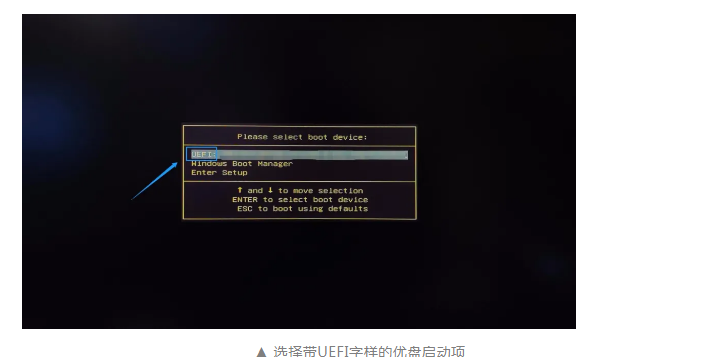 Please select boot device:
UEFI:
Windows Boot Manager
Enter Setup
↑ and ↓ to move selection
ENTER to select boot device
ESC to boot using defaults
▲ 选择带UEFI字样的优盘启动项